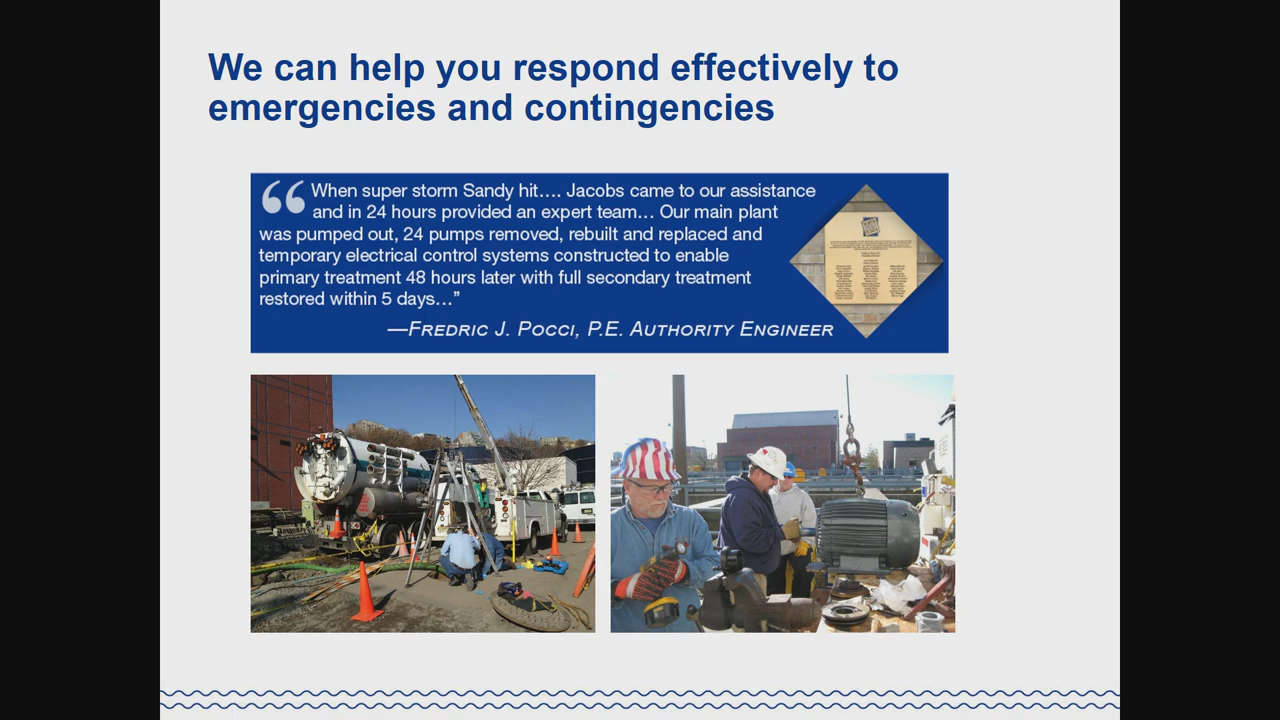 We can help you respond effectively to
emergencies and contingencies
“When super storm Sandy hit…. Jacobs came to our assistance
and in 24 hours provided an expert team… Our main plant
was pumped out, 24 pumps removed, rebuilt and replaced and
temporary electrical control systems constructed to enable
primary treatment 48 hours later with full secondary treatment
restored within 5 days…”
—Fredric J. Pocci, P.E. Authority Engineer